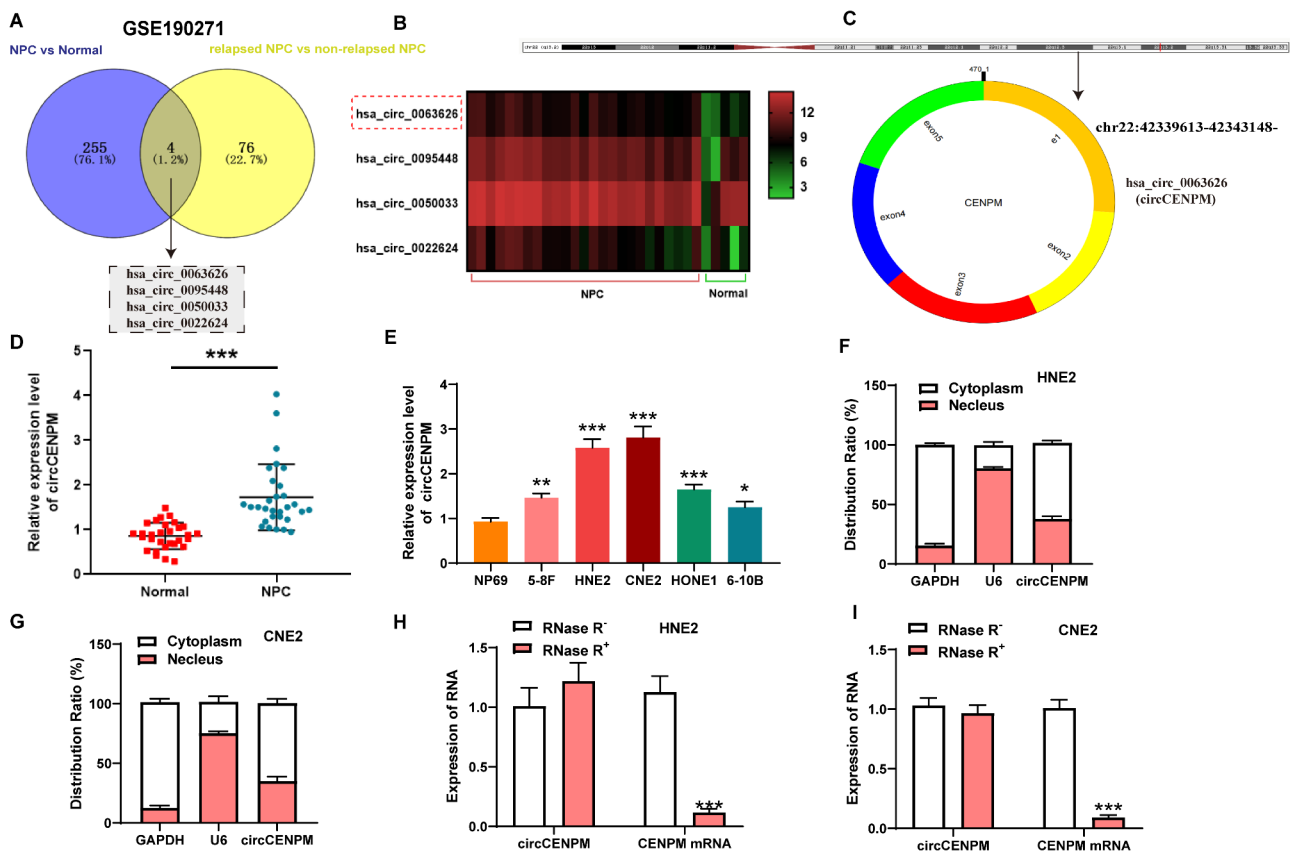 A
GSE190271
NPC vs Normal
relapsed NPC vs non-relapsed NPC
255
(76.1%)
4
(1.2%)
76
(22.7%)
hsa_circ_0063626
hsa_circ_0095448
hsa_circ_0050033
hsa_circ_0022624
B
hsa_circ_0063626
hsa_circ_0095448
hsa_circ_0050033
hsa_circ_0022624
NPC
Normal
12
9
6
3
C
470 1
e1
exon2
exon3
exon4
exon5
CENPM
chr22:42339613-42343148-
hsa_circ_0063626
(circCENPM)
D
Relative expression level
of circCENPM
5
4
3
2
1
0
***
Normal
NPC
E
Relative expression level
of circCENPM
4
3
2
1
0
**
***
***
***
*
NP69
5-8F
HNE2
CNE2
HONE1
6-10B
F
HNE2
Cytoplasm
Necleus
Distribution Ratio (%)
150
100
50
0
GAPDH
U6
circCENPM
G
CNE2
Cytoplasm
Necleus
Distribution Ratio (%)
150
100
50
0
GAPDH
U6
circCENPM
H
HNE2
RNase R-
RNase R+
Expression of RNA
1.5
1.0
0.5
0.0
***
circCENPM
CENPM mRNA
I
CNE2
RNase R-
RNase R+
Expression of RNA
1.5
1.0
0.5
0.0
***
circCENPM
CENPM mRNA